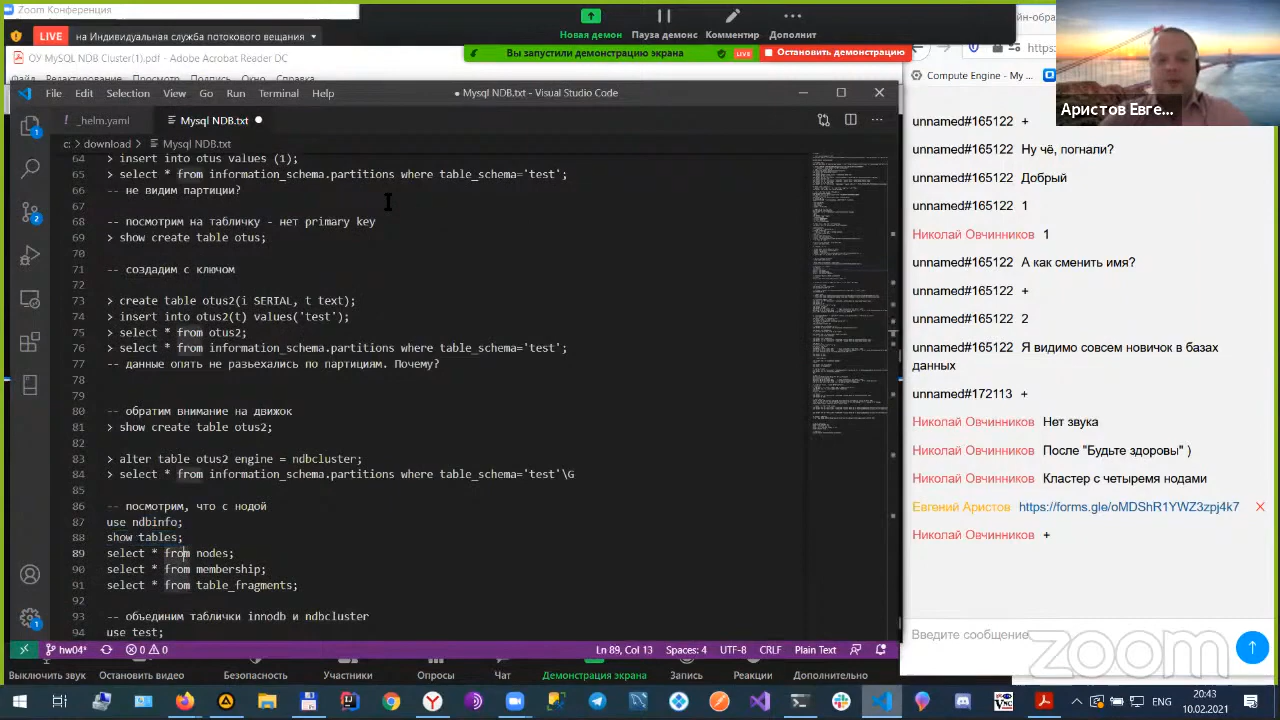 Zoom Конференция
LIVE на Индивидуальная служба потокового вещания
Новая демон
Пауза демонс
Комментир
Дополнит
Вы запустили демонстрацию экрана
LIVE
Остановить демонстрацию
ОУ MySQL NDB Cluster (1).pdf - Adobe Acrobat Reader DC
Compute Engine - My ...
https:
File Edit Selection View Go Run Terminal Help
• Mysql NDB.txt - Visual Studio Code
! _helm.yaml
Mysql NDB.txt
c: > downloads > Mysql NDB.txt
64 > insert into otus values (1);
65 > select * from information_schema.partitions where table_schema='test';
66 -- не увидим партиций?
67
68 -- посмотрим на табличку - нет primary key
69 > show create table otus;
70
71 -- создадим с ключом
72
73 > create table otus2(i SERIAL, t text);
74 > insert into otus2(t) values('test');
75 > select * from otus2;
76 > select * from information_schema.partitions where table_schema='test';
77 -- данные опять не разъехались по партициям. Почему?
78
79
80 -- обратите внимание на движок
81 > show create table otus2;
82
83 > alter table otus2 engine = ndbcluster;
84 > select * from information_schema.partitions where table_schema='test'\G
85
86 -- посмотрим, что с нодой
87 use ndbinfo;
88 show tables;
89 select * from nodes;
90 select * from membership;
91 select * from table_fragments;
92
93 -- объединим таблички innodb и ndbcluster
94 use test;
hw04*
0 0
Ln 89, Col 13
Spaces: 4
UTF-8
CRLF
Plain Text
Аристов Евге...
unnamed#165122 +
unnamed#165122 Ну чё, погнали?
unnamed#165122 Добрый
unnamed#165122 1
Николай Овчинников 1
unnamed#165122 А как сменить имя?
unnamed#165122 +
unnamed#165122 2
unnamed#165122 Я видимо совсем новичок в базах
данных
unnamed#172113 +
Николай Овчинников Нет звука
Николай Овчинников После "Будьте здоровы" )
Николай Овчинников Кластер с четыремя нодами
Евгений Аристов https://forms.gle/oMDShR1YWZ3zpj4k7
Николай Овчинников +
Введите сообщение
zoom
Выключить звук
Остановить видео
Безопасность
Участники
Опросы
Чат
Демонстрация экрана
Запись
Реакции
Дополнительно
ENG
20:43
10.02.2021